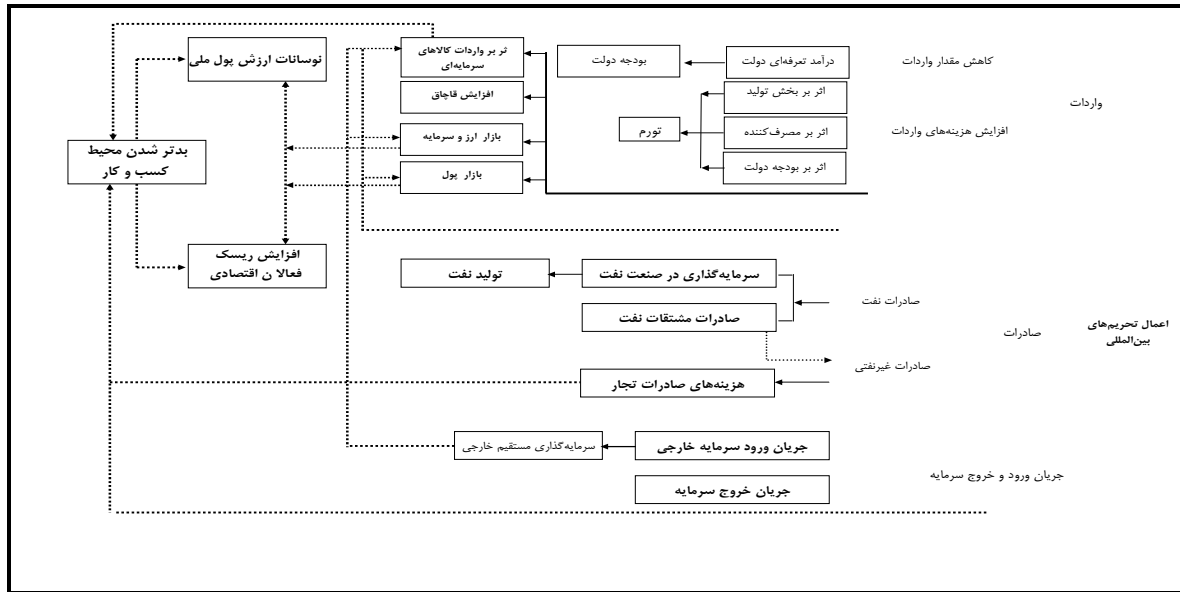 کاهش مقدار واردات
درآمد تعرفه‌ای دولت
بودجه دولت
ثر بر واردات کالاهای
سرمایه‌ای
نوسانات ارزش پول ملی
واردات
اثر بر بخش تولید
افزایش قاچاق
افزایش هزینه‌های واردات
اثر بر مصرف‌کننده
تورم
بازار ارز و سرمایه
بدتر شدن محیط
کسب و کار
اثر بر بودجه دولت
بازار پول
افزایش ریسک
فعالا ن اقتصادی
سرمایه‌گذاری در صنعت نفت
تولید نفت
صادرات نفت
صادرات مشتقات نفت
اعمال تحریم‌های
بین‌المللی
صادرات
صادرات غیرنفتی
هزینه‌های صادرات تجار
جریان ورود سرمایه خارجی
سرمایه‌گذاری مستقیم خارجی
جریان ورود و خروج سرمایه
جریان خروج سرمایه